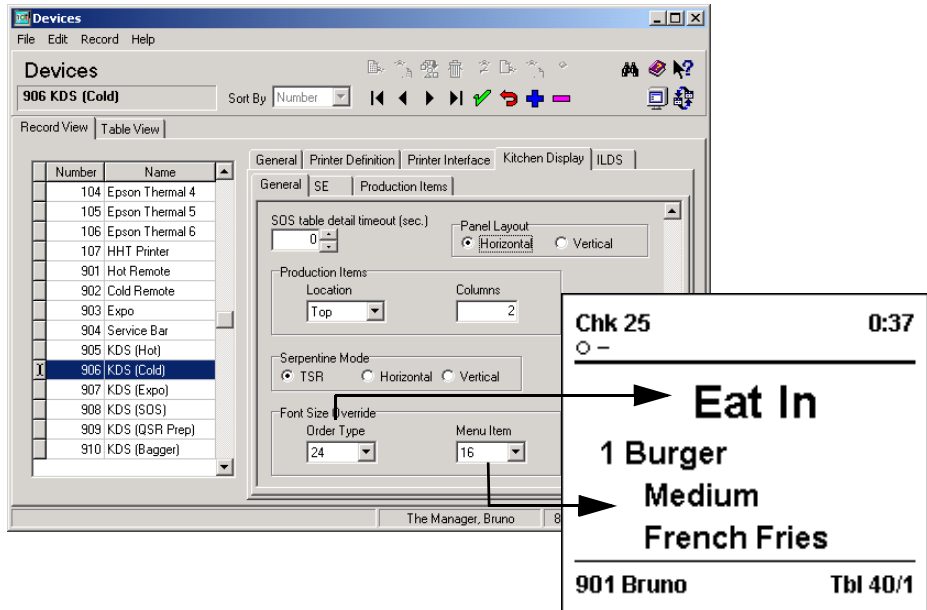 Devices
File Edit Record Help
Devices
906 KDS (Cold)
Sort By Number
Record View Table View
Number Name
104 Epson Thermal 4
105 Epson Thermal 5
106 Epson Thermal 6
107 HHT Printer
901 Hot Remote
902 Cold Remote
903 Expo
904 Service Bar
905 KDS (Hot)
906 KDS (Cold)
907 KDS (Expo)
908 KDS (SOS)
909 KDS (QSR Prep)
910 KDS (Bagger)
General Printer Definition Printer Interface Kitchen Display ILDS
General SE Production Items
SOS table detail timeout (sec.)
0
Panel Layout
Horizontal Vertical
Production Items
Location Columns
Top 2
Serpentine Mode
TSR Horizontal Vertical
Font Size Override
Order Type Menu Item
24 16
The Manager, Bruno 8
Chk 25 0:37
Eat In
1 Burger
Medium
French Fries
901 Bruno Tbl 40/1